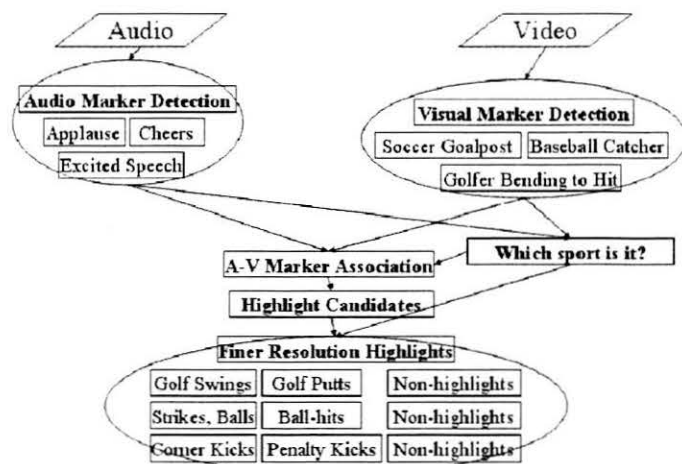 Audio
Video
Audio Marker Detection
Applause
Cheers
Excited Speech
Visual Marker Detection
Soccer Goalpost
Baseball Catcher
Golfer Bending to Hit
Which sport is it?
A-V Marker Association
Highlight Candidates
Finer Resolution Highlights
Golf Swings
Golf Putts
Non-highlights
Strikes, Balls
Ball-hits
Non-highlights
Corner Kicks
Penalty Kicks
Non-highlights